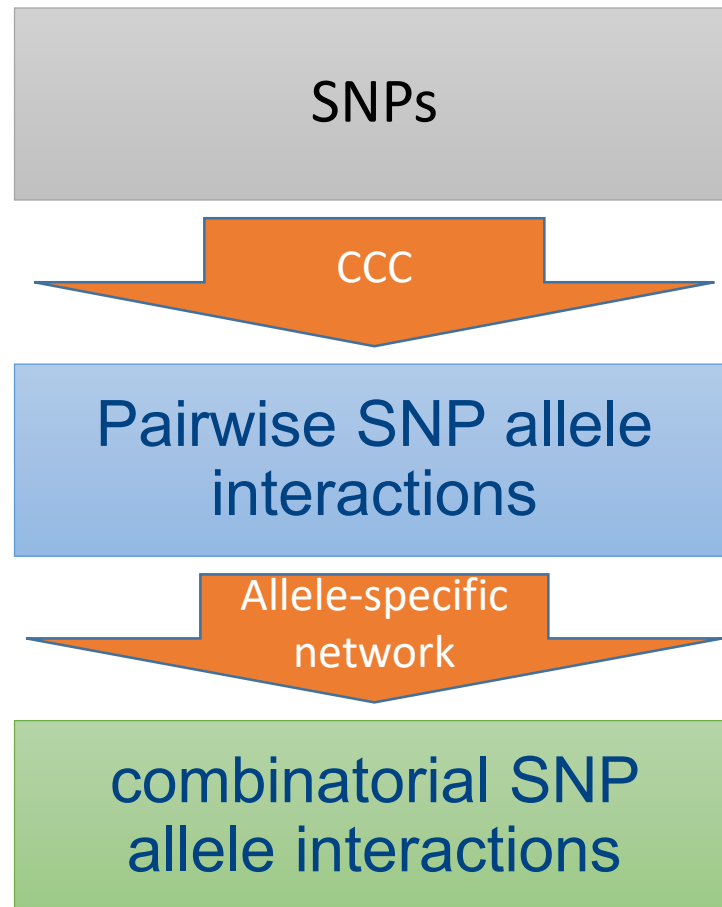 SNPs
CCC
Pairwise SNP allele
interactions
Allele-specific
network
combinatorial SNP
allele interactions